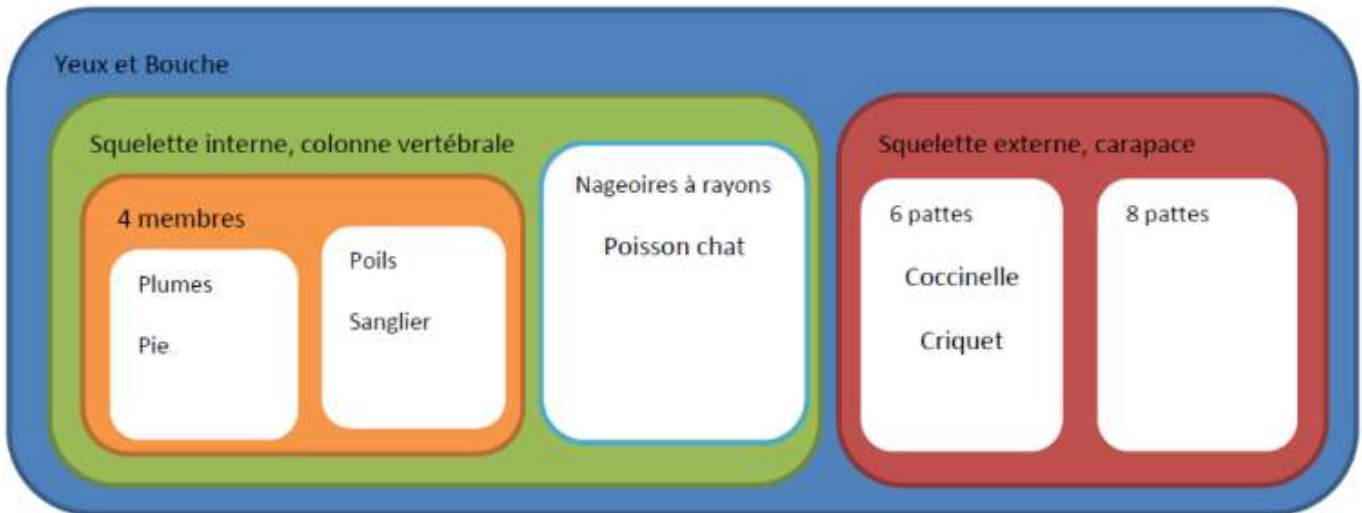 Yeux et Bouche
Squelette interne, colonne vertébrale
4 membres
Plumes
Pie
Poils
Sanglier
Nageoires à rayons
Poisson chat
Squelette externe, carapace
6 pattes
Coccinelle
Criquet
8 pattes